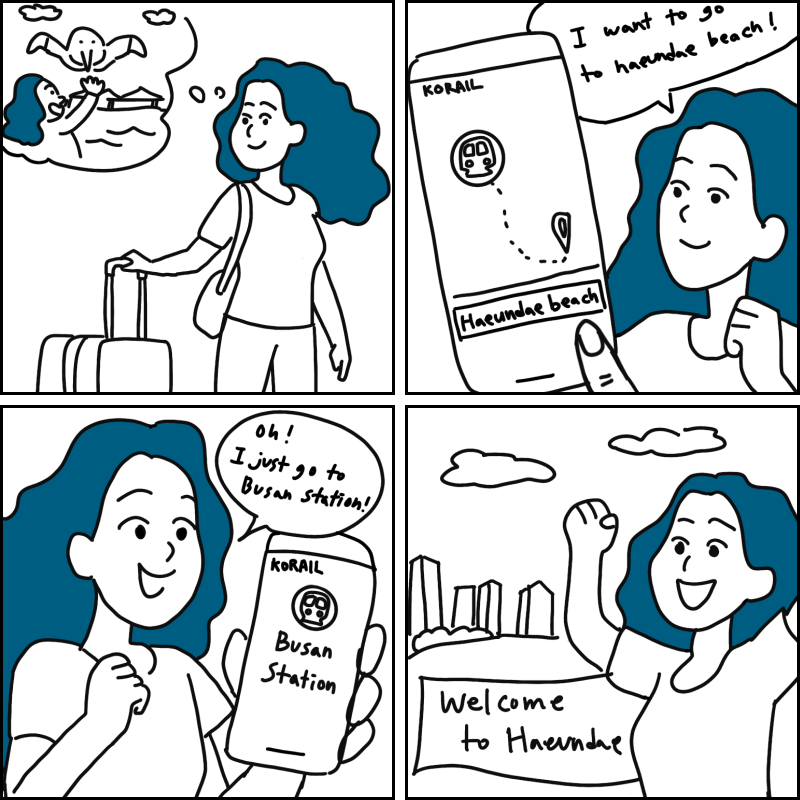 I want to go
to haeundae beach!
KORAIL
Haeundae beach
Oh!
I just go to
Busan Station!
KORAIL
Busan
Station
Welcome
to Haeundae